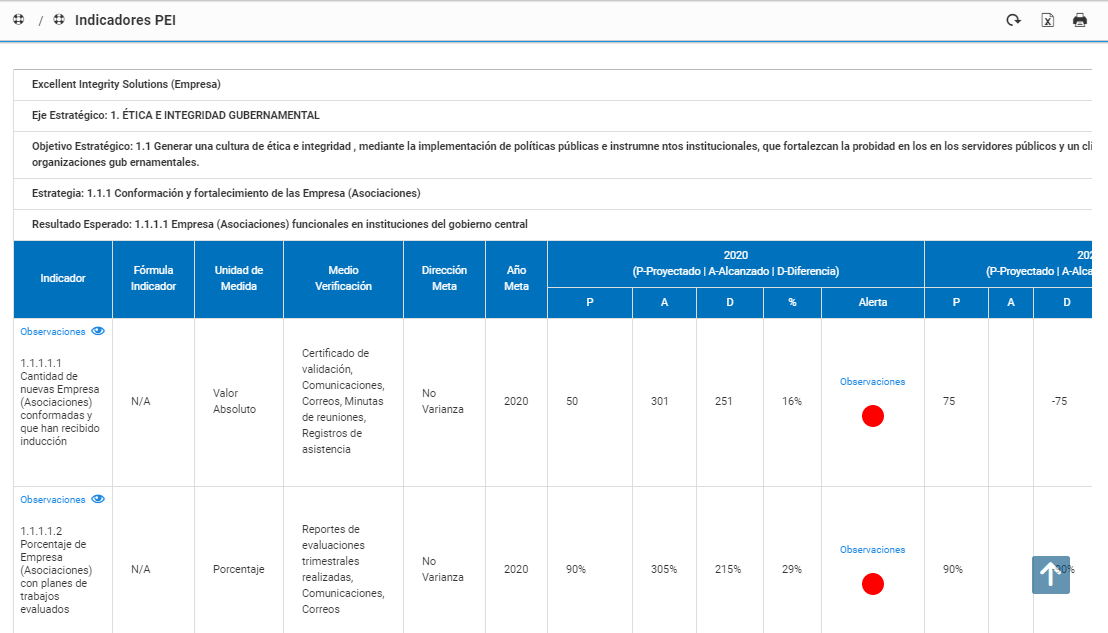 / Indicadores PEI
Excellent Integrity Solutions (Empresa)
Eje Estratégico: 1. ÉTICA E INTEGRIDAD GUBERNAMENTAL
Objetivo Estratégico: 1.1 Generar una cultura de ética e integridad , mediante la implementación de políticas públicas e instrumne ntos institucionales, que fortalezcan la probidad en los en los servidores públicos y un
organizaciones gub ernamentales.
Estrategia: 1.1.1 Conformación y fortalecimiento de las Empresa (Asociaciones)
Resultado Esperado: 1.1.1.1 Empresa (Asociaciones) funcionales en instituciones del gobierno central
Indicador
Fórmula
Indicador
Unidad de
Medida
Medio
Verificación
Dirección
Meta
Año
Meta
2020
(P-Proyectado | A-Alcanzado | D-Diferencia)
P
A
D
%
Alerta
(P-Proyectado |
P
A
D
Observaciones
1.1.1.1.1
Cantidad de
nuevas Empresa
(Asociaciones)
conformadas y
que han recibido
inducción
N/A
Valor
Absoluto
Certificado de
validación,
Comunicaciones,
Correos, Minutas
de reuniones,
Registros de
asistencia
No
Varianza
2020
50
301
251
16%
Observaciones
75
-75
Observaciones
1.1.1.1.2
Porcentaje de
Empresa
(Asociaciones)
con planes de
trabajos
evaluados
N/A
Porcentaje
Reportes de
evaluaciones
trimestrales
realizadas,
Comunicaciones,
Correos
No
Varianza
2020
90%
305%
215%
29%
Observaciones
90%